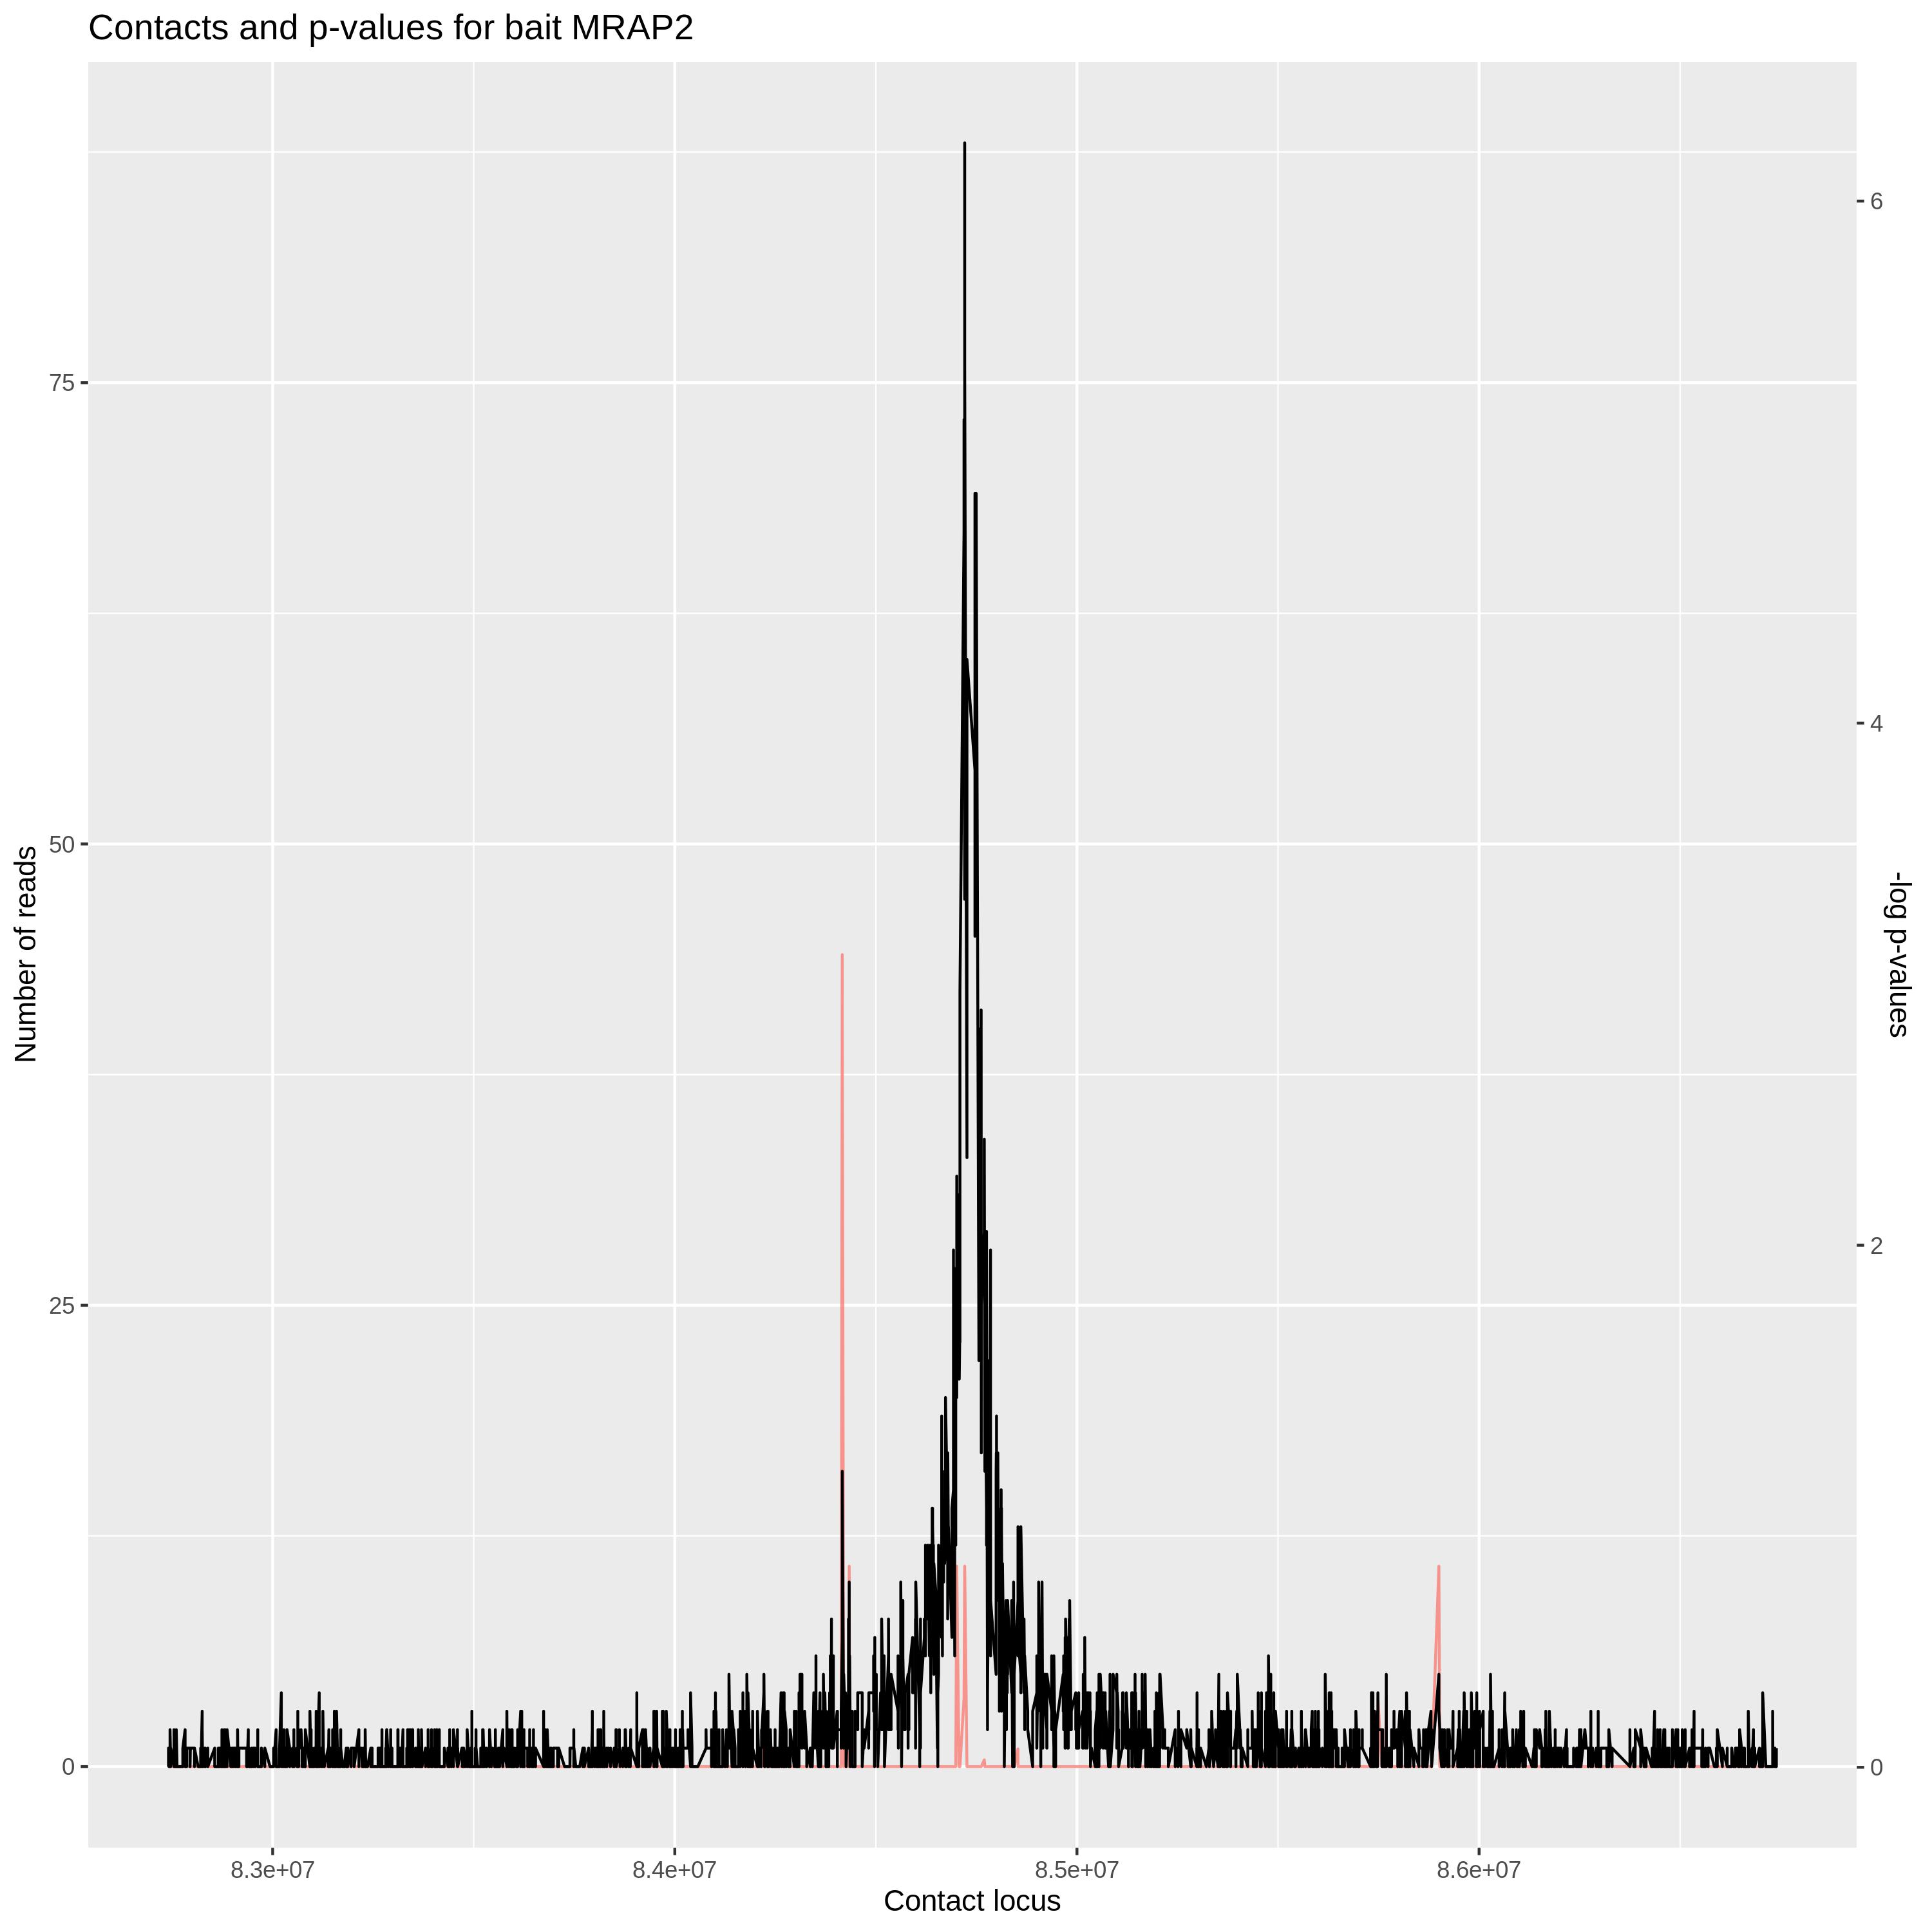 Contacts and p-values for bait MRAP2
75
50
25
0
6
4
2
0
Number of reads
-log p-values
8.3e+07
8.4e+07
8.5e+07
8.6e+07
Contact locus